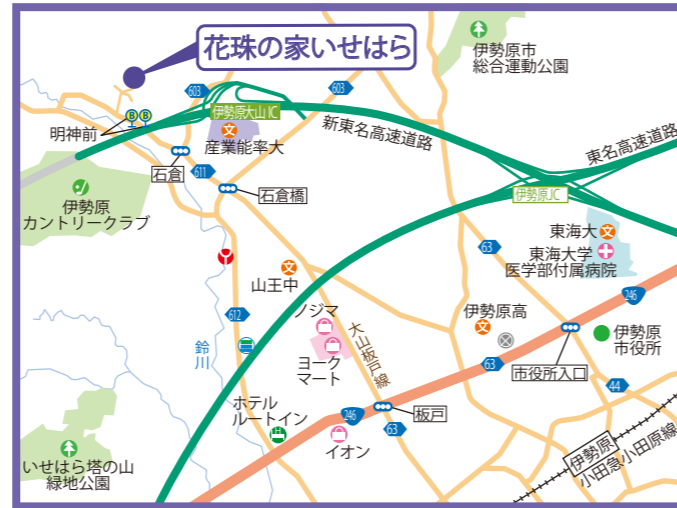 花珠の家いせはら
伊勢原市
総合運動公園
603
603
伊勢原大山IC
新東名高速道路
東名高速道路
B B
明神前
産業能率大
石倉
611
石倉橋
伊勢原JC
伊勢原
カントリークラブ
東海大
東海大学
医学部付属病院
63
山王中
246
612
ノジマ
伊勢原高
伊勢原
市役所
鈴川
ヨーク
マート
大山板戸線
63
市役所入口
44
ホテル
ルートイン
246
板戸
63
イオン
いせはら塔の山
緑地公園
伊勢原
小田急小田原線